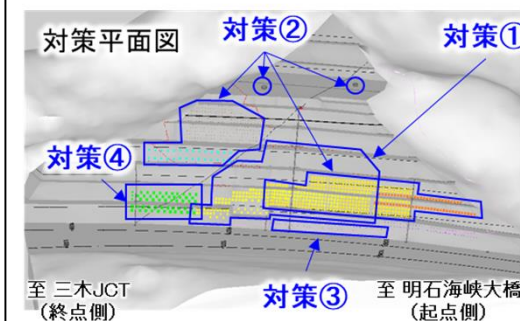 対策平面図
対策②
対策①
対策④
対策③
至 三木JCT
(終点側)
至 明石海峡大橋
(起点側)